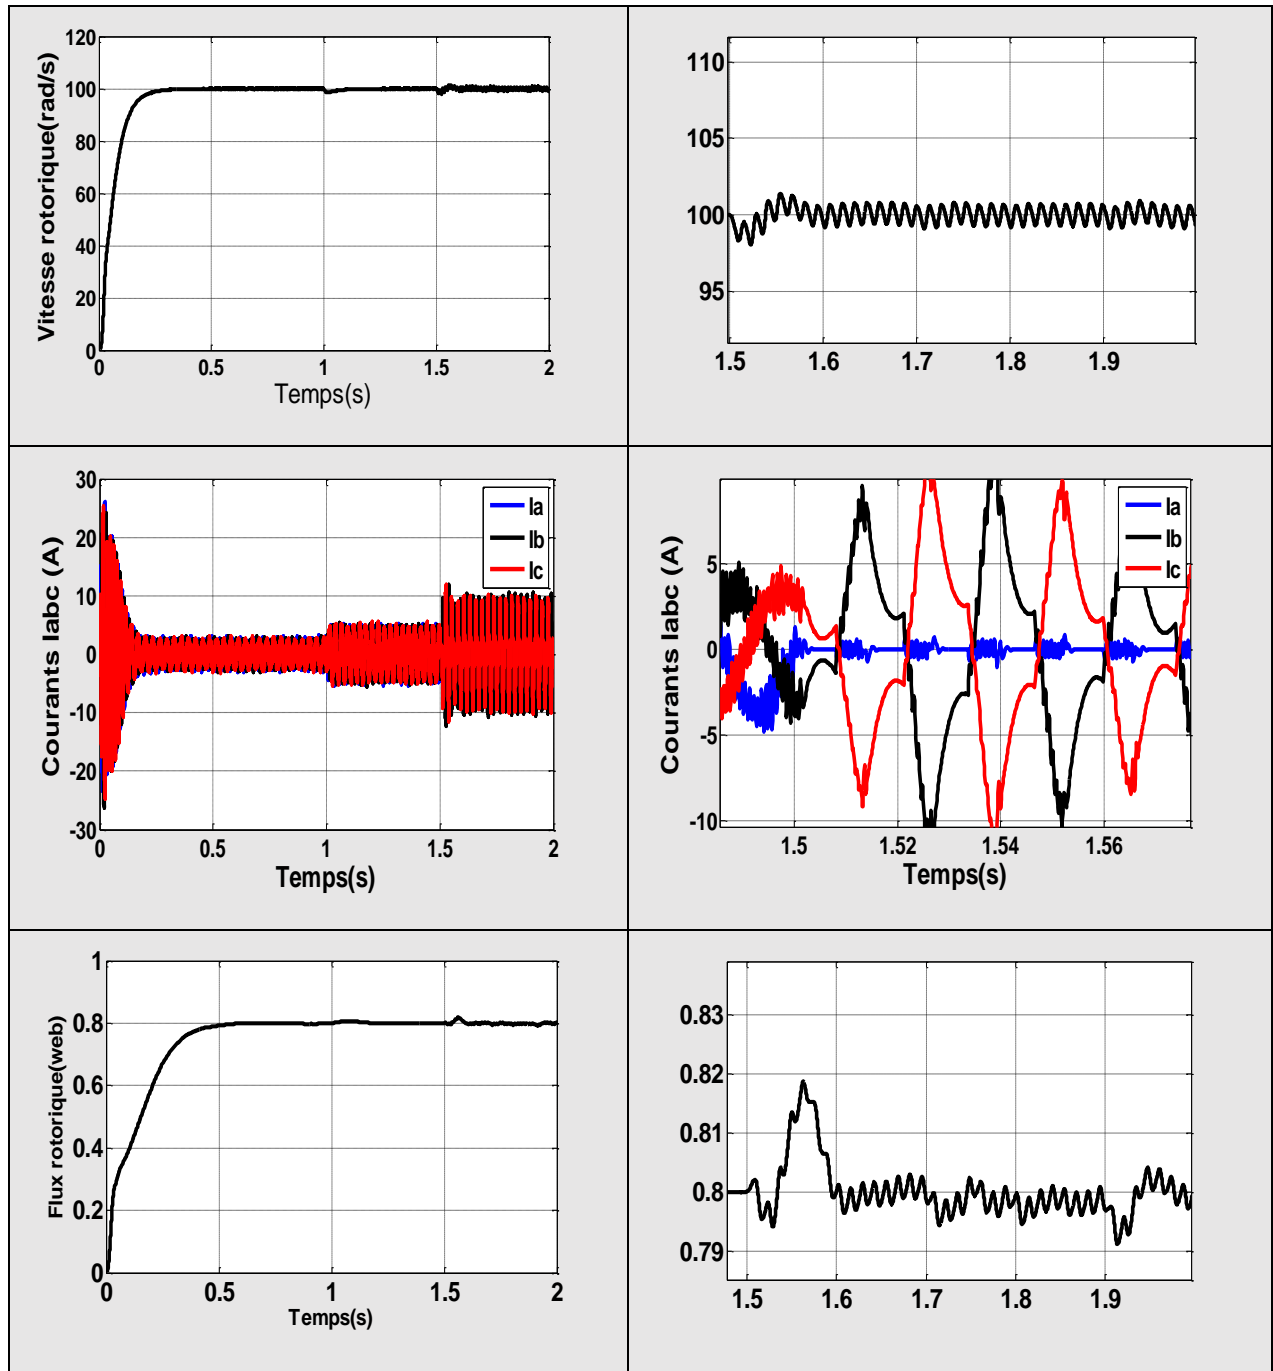 120
100
80
60
40
20
0
Vitesse rotorique(rad/s)
0 0.5 1 1.5 2
Temps(s)
110
105
100
95
1.5 1.6 1.7 1.8 1.9
30
20
10
0
-10
-20
-30
Courants Iabc (A)
Ia
Ib
Ic
0 0.5 1 1.5 2
Temps(s)
5
0
-5
-10
Courants Iabc (A)
Ia
Ib
Ic
1.5 1.52 1.54 1.56
Temps(s)
1
0.8
0.6
0.4
0.2
0
Flux rotorique(web)
0 0.5 1 1.5 2
Temps(s)
0.83
0.82
0.81
0.8
0.79
1.5 1.6 1.7 1.8 1.9